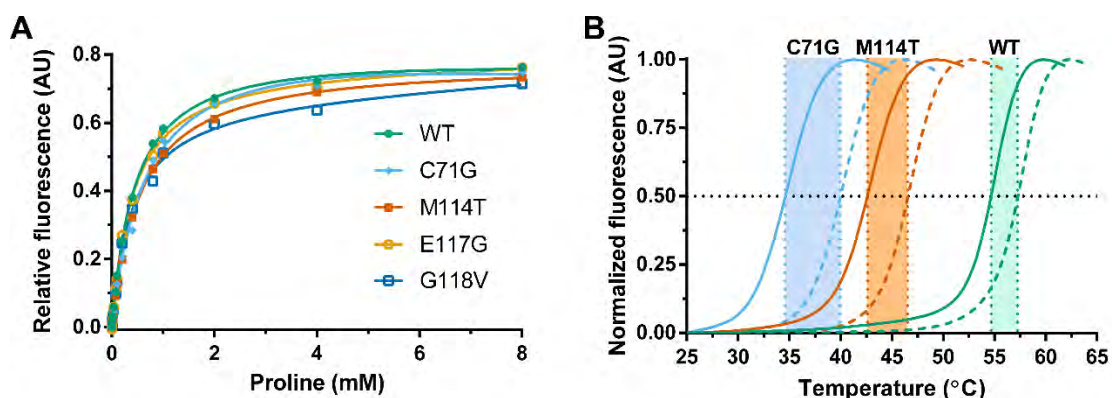 A
Relative fluorescence (AU)
0.8
0.6
0.4
0.2
0.0
WT
C71G
M114T
E117G
G118V
0 2 4 6 8
Proline (mM)
B
C71G M114T WT
Normalized fluorescence (AU)
1.00
0.75
0.50
0.25
0.00
25 30 35 40 45 50 55 60 65
Temperature (°C)